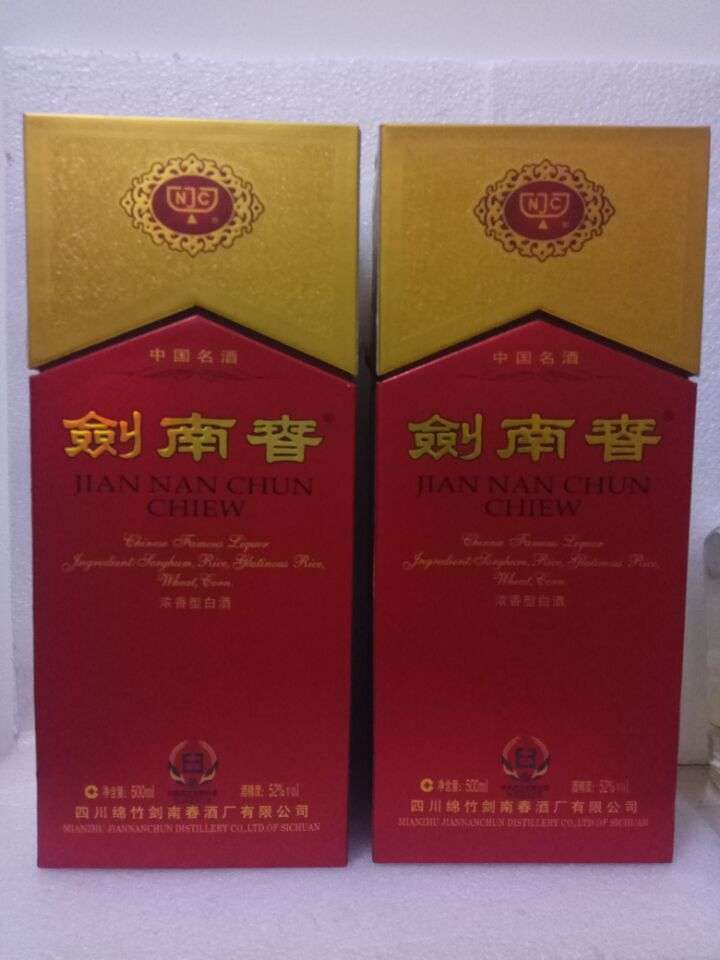 NJC
中国名酒
劍南春®
JIAN NAN CHUN
CHIEW
Chinese Famous Liquor
Ingredient:Sorghum, Rice, Glutinous Rice,
Wheat, Corn.
浓香型白酒
净含量: 500ml 酒精度: 52%vol
四川绵竹剑南春酒厂有限公司
MIANZHU JIANNANCHUN DISTILLERY CO.,LTD.OF SICHUAN
NJC
中国名酒
劍南春®
JIAN NAN CHUN
CHIEW
Chinese Famous Liquor
Ingredient:Sorghum, Rice, Glutinous Rice,
Wheat, Corn.
浓香型白酒
净含量: 500ml 酒精度: 52%vol
四川绵竹剑南春酒厂有限公司
MIANZHU JIANNANCHUN DISTILLERY CO.,LTD.OF SICHUAN